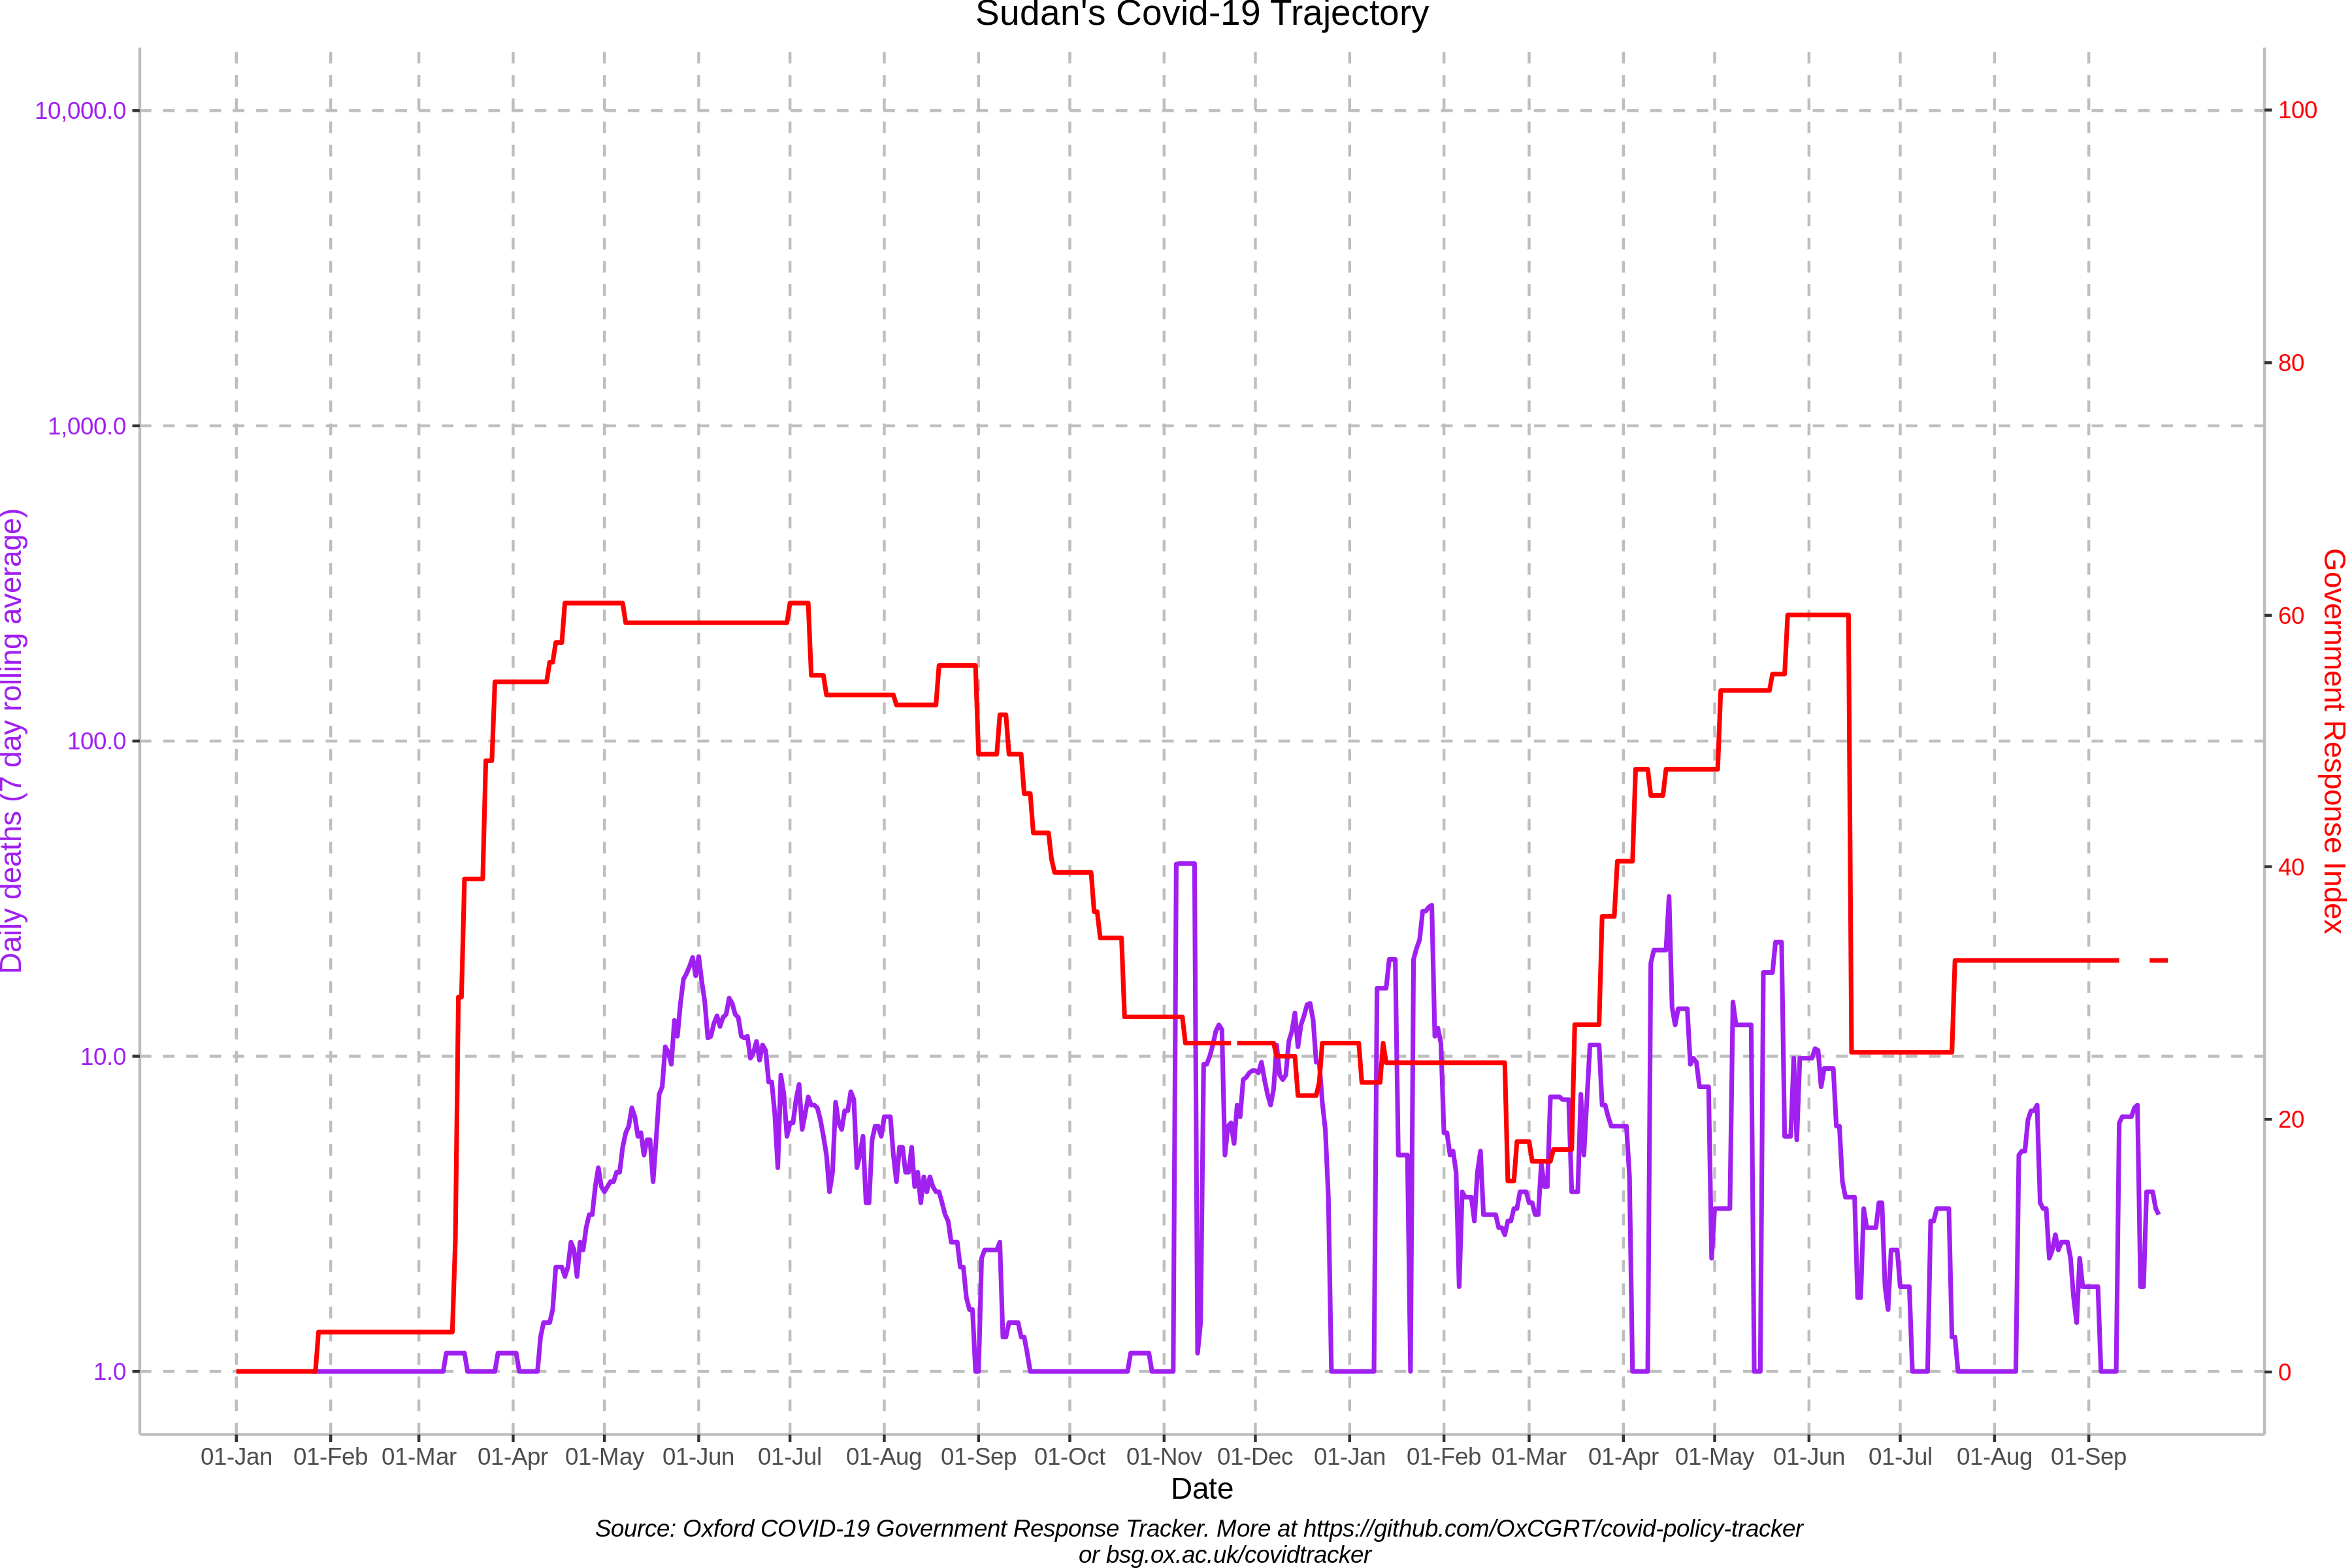 Sudan's Covid-19 Trajectory
10,000.0
1,000.0
100.0
10.0
1.0
Daily deaths (7 day rolling average)
100
80
60
40
20
0
Government Response Index
01-Jan 01-Feb 01-Mar 01-Apr 01-May 01-Jun 01-Jul 01-Aug 01-Sep 01-Oct 01-Nov 01-Dec 01-Jan 01-Feb 01-Mar 01-Apr 01-May 01-Jun 01-Jul 01-Aug 01-Sep
Date
Source: Oxford COVID-19 Government Response Tracker. More at https://github.com/OxCGRT/covid-policy-tracker
or bsg.ox.ac.uk/covidtracker